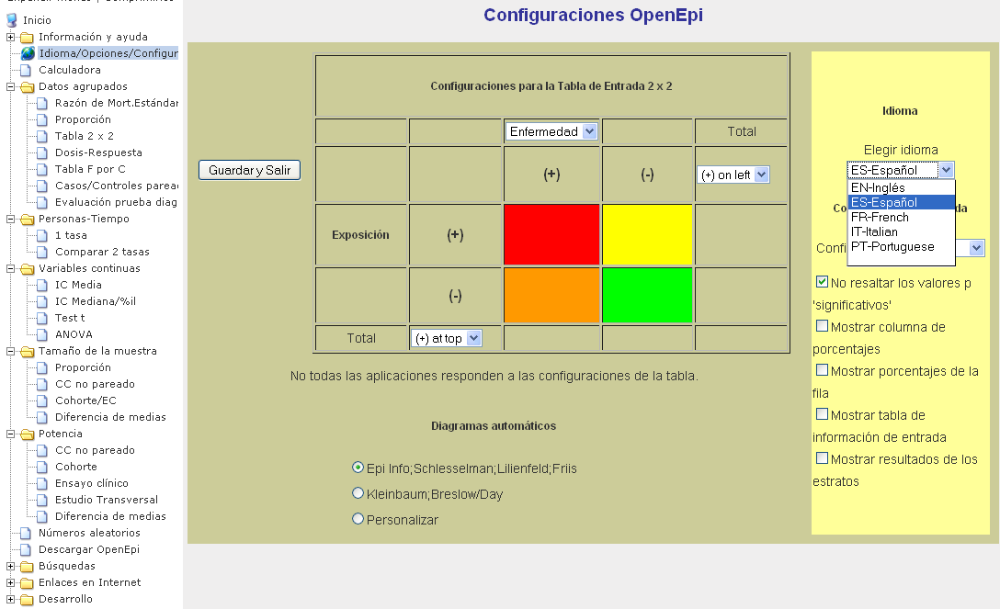 Inicio
Información y ayuda
Idioma/Opciones/Configur
Calculadora
Datos agrupados
Razón de Mort.Estándar
Proporción
Tabla 2 x 2
Dosis-Respuesta
Tabla F por C
Casos/Controles paread
Evaluación prueba diag
Personas-Tiempo
1 tasa
Comparar 2 tasas
Variables continuas
IC Media
IC Mediana/%il
Test t
ANOVA
Tamaño de la muestra
Proporción
CC no pareado
Cohorte/EC
Diferencia de medias
Potencia
CC no pareado
Cohorte
Ensayo clínico
Estudio Transversal
Diferencia de medias
Números aleatorios
Descargar OpenEpi
Búsquedas
Enlaces en Internet
Desarrollo
Configuraciones OpenEpi
Guardar y Salir
Configuraciones para la Tabla de Entrada 2 x 2
Enfermedad Total
(+) (-) (+) on left
Exposición (+)
(-)
Total (+) at top
No todas las aplicaciones responden a las configuraciones de la tabla.
Diagramas automáticos
Epi Info;Schlesselman;Lilienfeld;Friis
Kleinbaum;Breslow/Day
Personalizar
Idioma
Elegir idioma
ES-Español
EN-Inglés
ES-Español
FR-French
IT-Italian
PT-Portuguese
Co da
Confi
No resaltar los valores p
'significativos'
Mostrar columna de
porcentajes
Mostrar porcentajes de la
fila
Mostrar tabla de
información de entrada
Mostrar resultados de los
estratos